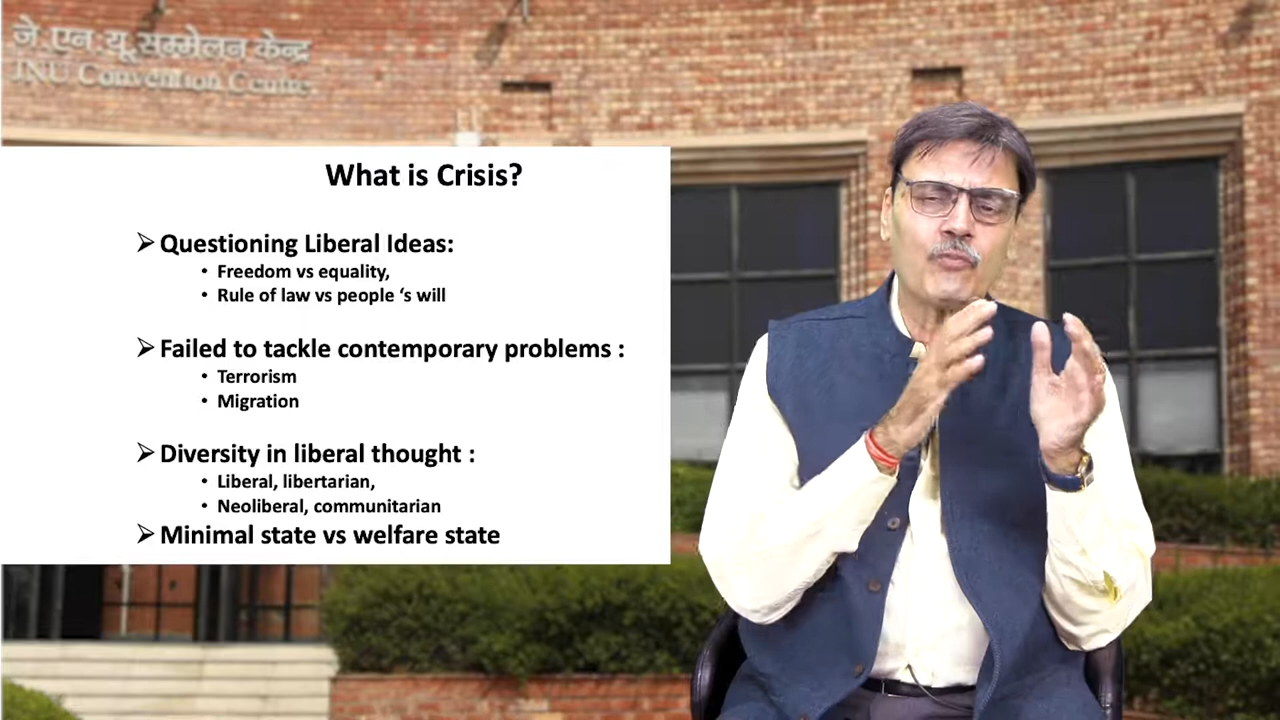 जे.एन.यू.सम्मेलन केन्द्र
JNU Convention Centre
What is Crisis?
➢ Questioning Liberal Ideas:
• Freedom vs equality,
• Rule of law vs people ‘s will
➢ Failed to tackle contemporary problems :
• Terrorism
• Migration
➢ Diversity in liberal thought :
• Liberal, libertarian,
• Neoliberal, communitarian
➢ Minimal state vs welfare state